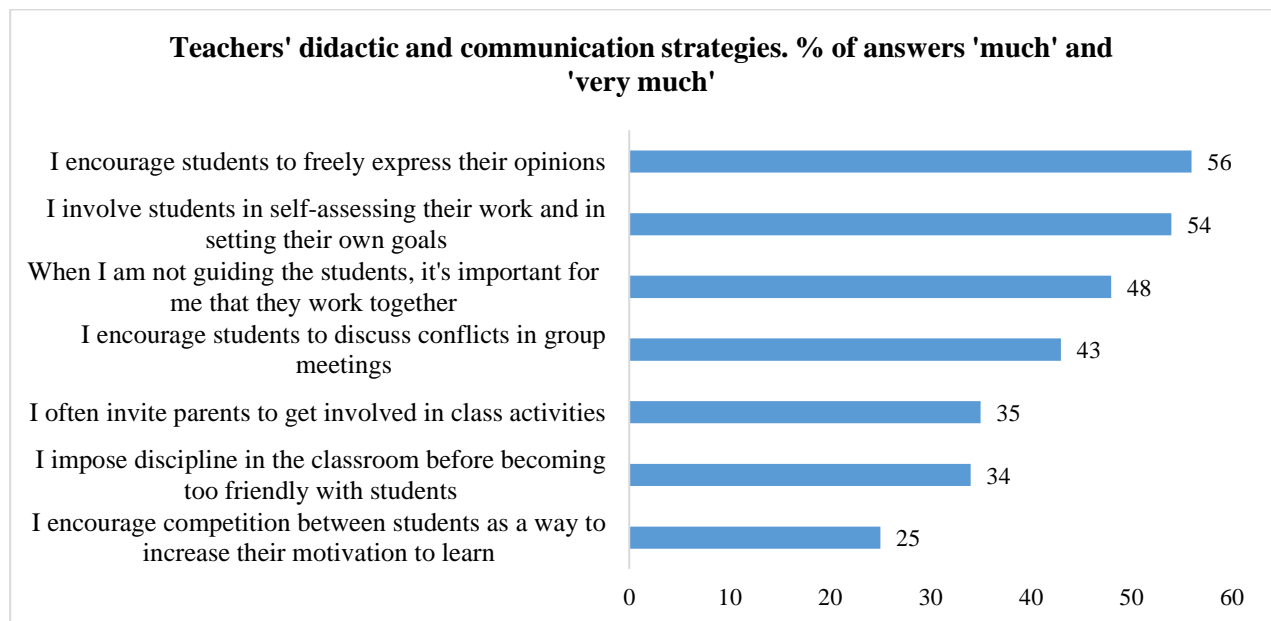 Teachers' didactic and communication strategies. % of answers 'much' and
'very much'
I encourage students to freely express their opinions
56
I involve students in self-assessing their work and in
setting their own goals
54
When I am not guiding the students, it's important for
me that they work together
48
I encourage students to discuss conflicts in group
meetings
43
I often invite parents to get involved in class activities
35
I impose discipline in the classroom before becoming
too friendly with students
34
I encourage competition between students as a way to
increase their motivation to learn
25
0 10 20 30 40 50 60